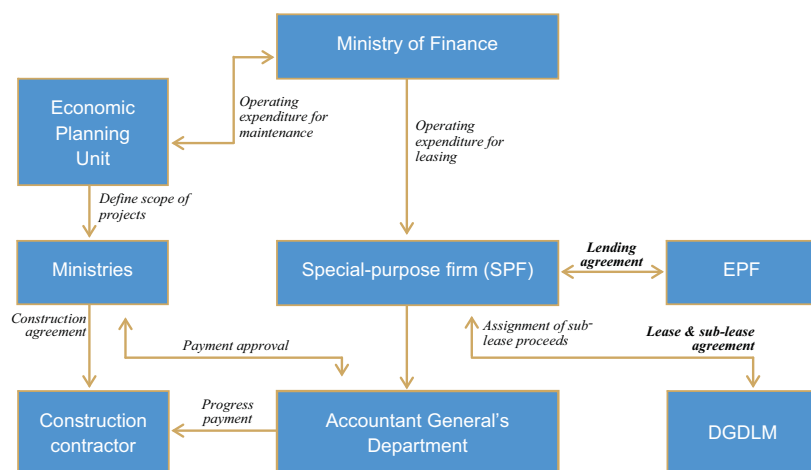 Ministry of Finance
Economic
Planning
Unit
Operating
expenditure for
maintenance
Operating
expenditure for
leasing
Define scope of
projects
Ministries
Special-purpose firm (SPF)
Lending
agreement
EPF
Construction
agreement
Payment approval
Assignment of sub-
lease proceeds
Lease & sub-lease
agreement
Construction
contractor
Progress
payment
Accountant General's
Department
DGDLM